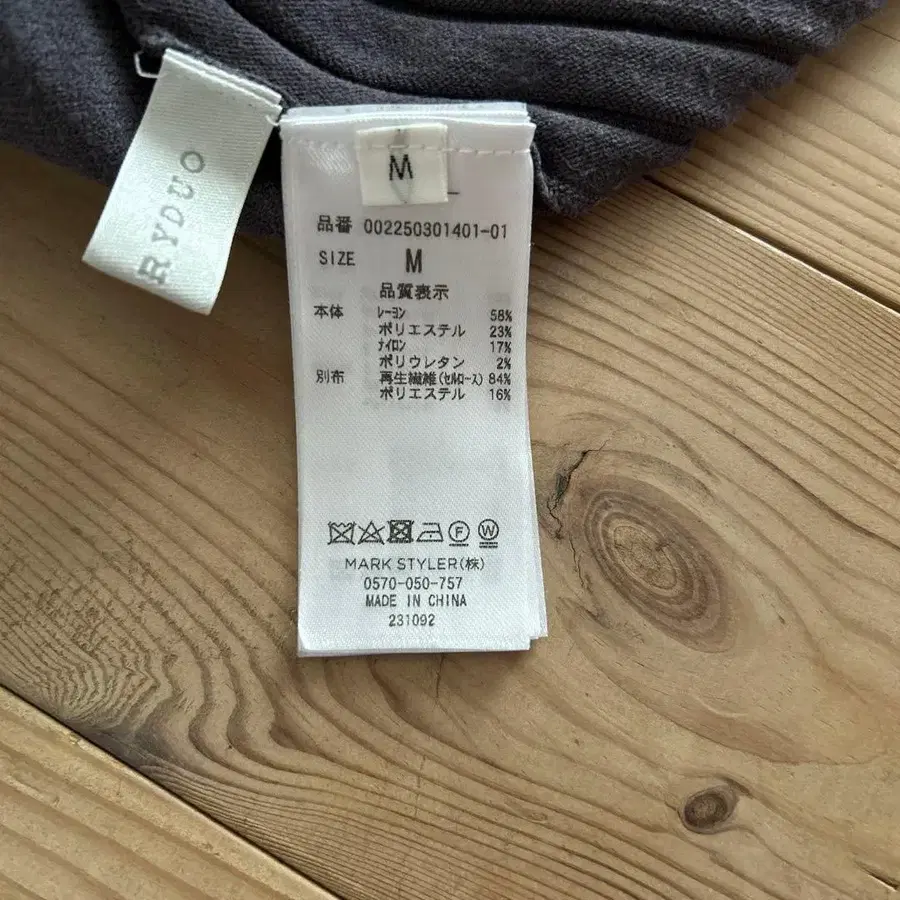 RYDUO
M
品番 002250301401-01
SIZE M
品質表示
本体 レーヨン 58%
ポリエステル 23%
ナイロン 17%
ポリウレタン 2%
別布 再生繊維(セルロース) 84%
ポリエステル 16%
F W
MARK STYLER(株)
0570-050-757
MADE IN CHINA
231092